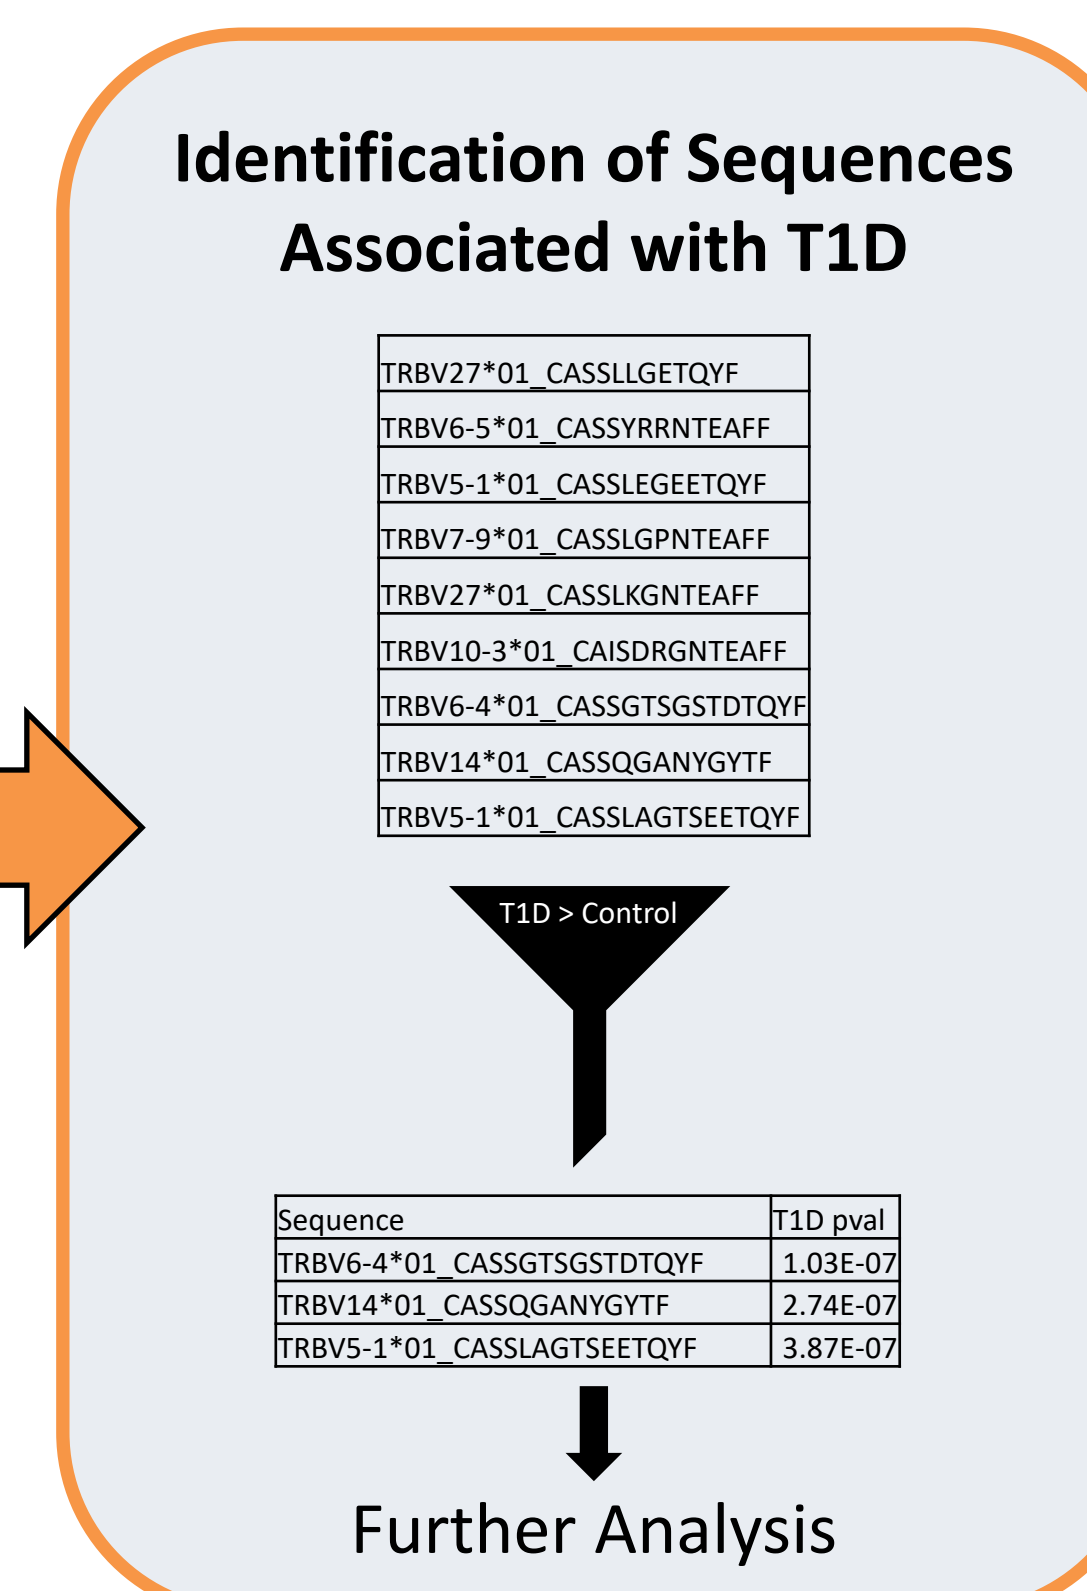 Identification of Sequences
Associated with T1D
TRBV27*01_CASSLLGETQYF
TRBV6-5*01_CASSYRRNTEAFF
TRBV5-1*01_CASSLEGEETQYF
TRBV7-9*01_CASSLGPNTEAFF
TRBV27*01_CASSLKGNTEAFF
TRBV10-3*01_CAISDRGNTEAFF
TRBV6-4*01_CASSGTSGSTDTQYF
TRBV14*01_CASSQGANYGYTF
TRBV5-1*01_CASSLAGTSEETQYF
T1D > Control
Sequence T1D pval
TRBV6-4*01_CASSGTSGSTDTQYF 1.03E-07
TRBV14*01_CASSQGANYGYTF 2.74E-07
TRBV5-1*01_CASSLAGTSEETQYF 3.87E-07
Further Analysis